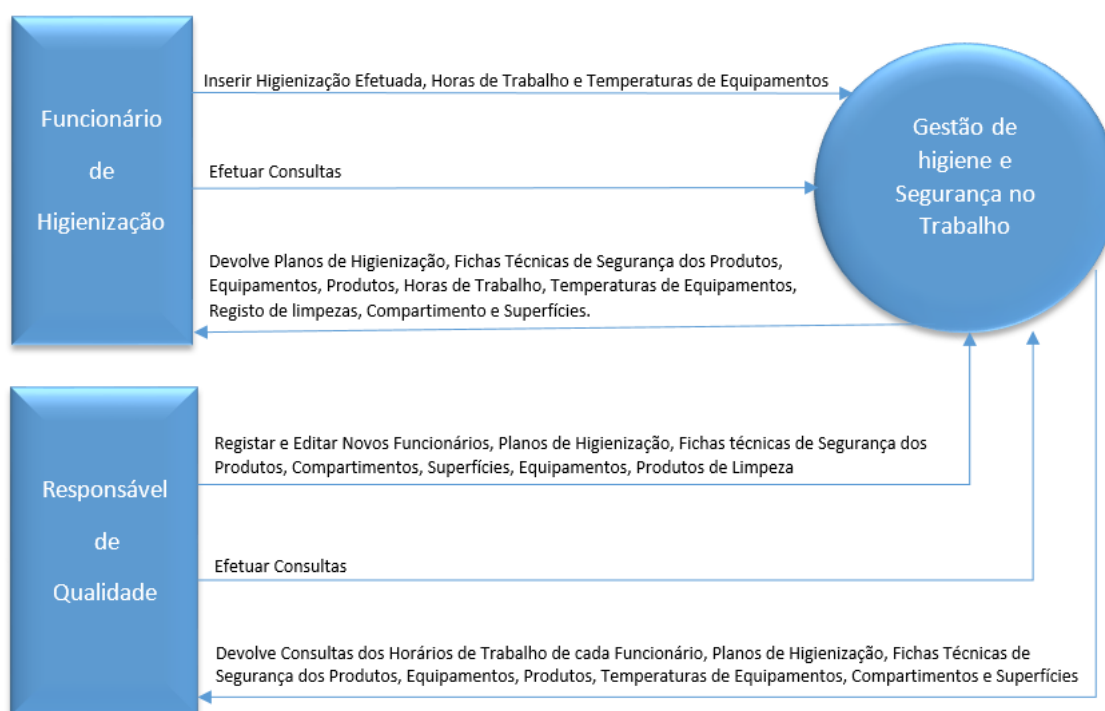 Funcionário
de
Higienização
Inserir Higienização Efetuada, Horas de Trabalho e Temperaturas de Equipamentos
Efetuar Consultas
Devolve Planos de Higienização, Fichas Técnicas de Segurança dos Produtos,
Equipamentos, Produtos, Horas de Trabalho, Temperaturas de Equipamentos,
Registo de limpezas, Compartimento e Superfícies.
Gestão de
higiene e
Segurança no
Trabalho
Responsável
de
Qualidade
Registar e Editar Novos Funcionários, Planos de Higienização, Fichas técnicas de Segurança dos
Produtos, Compartimentos, Superfícies, Equipamentos, Produtos de Limpeza
Efetuar Consultas
Devolve Consultas dos Horários de Trabalho de cada Funcionário, Planos de Higienização, Fichas Técnicas de
Segurança dos Produtos, Equipamentos, Produtos, Temperaturas de Equipamentos, Compartimentos e Superfícies